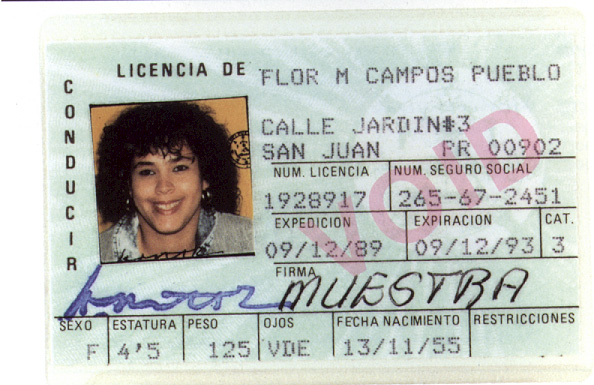 LICENCIA DE CONDUCIR
FLOR M CAMPOS PUEBLO
CALLE JARDIN#3
SAN JUAN PR 00902
NUM. LICENCIA NUM. SEGURO SOCIAL
1928917 265-67-2451
EXPEDICION EXPIRACION CAT.
09/12/89 09/12/93 3
VOID
FIRMA
MUESTRA
SEXO ESTATURA PESO OJOS FECHA NACIMIENTO RESTRICCIONES
F 4'5 125 VDE 13/11/55